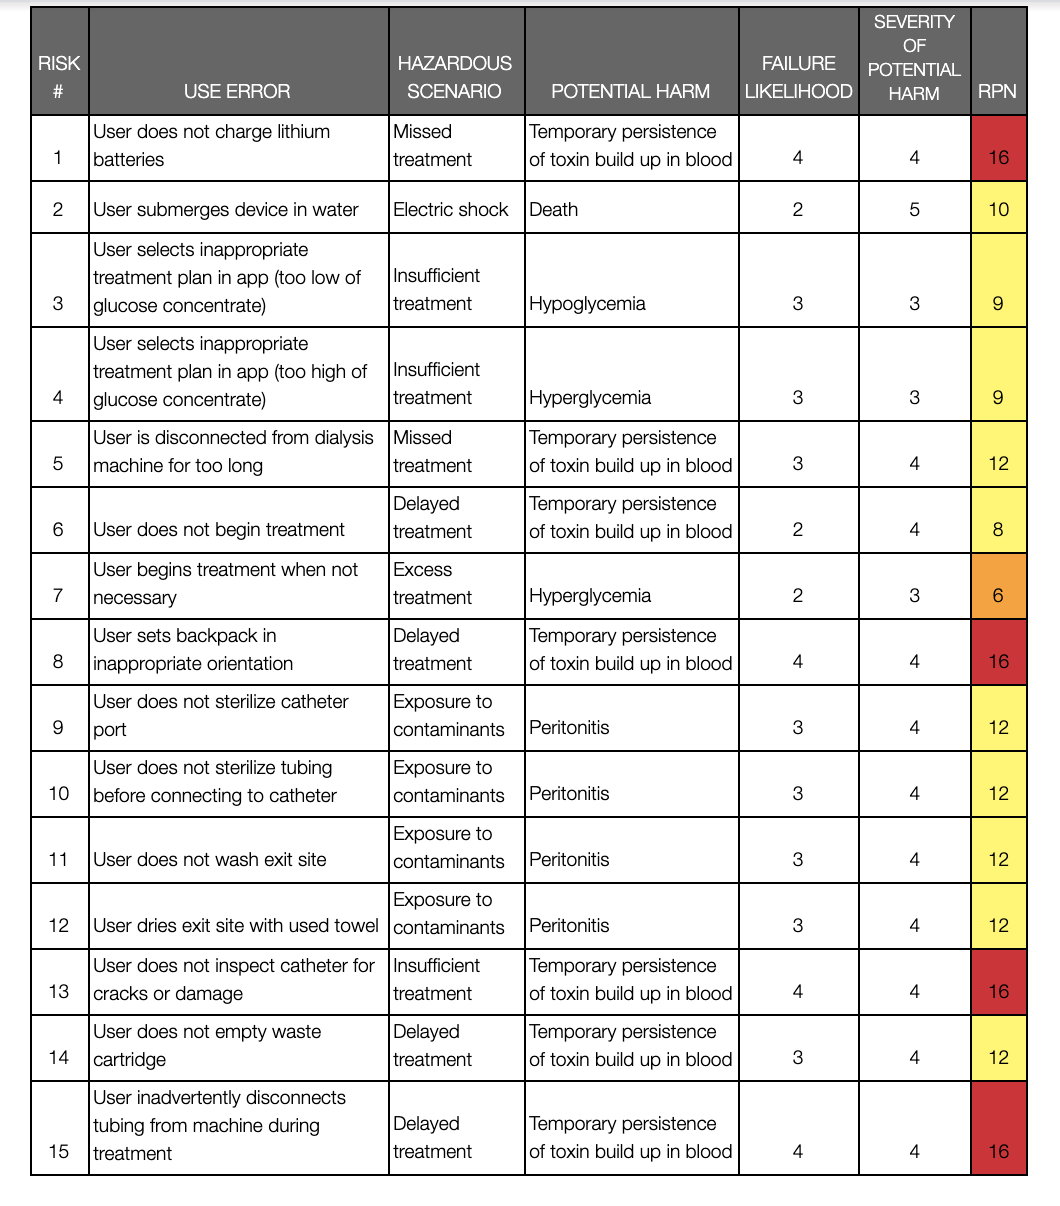 RISK # USE ERROR HAZARDOUS SCENARIO POTENTIAL HARM FAILURE LIKELIHOOD SEVERITY OF POTENTIAL HARM RPN
1 User does not charge lithium batteries Missed treatment Temporary persistence of toxin build up in blood 4 4 16
2 User submerges device in water Electric shock Death 2 5 10
3 User selects inappropriate treatment plan in app (too low of glucose concentrate) Insufficient treatment Hypoglycemia 3 3 9
4 User selects inappropriate treatment plan in app (too high of glucose concentrate) Insufficient treatment Hyperglycemia 3 3 9
5 User is disconnected from dialysis machine for too long Missed treatment Temporary persistence of toxin build up in blood 3 4 12
6 User does not begin treatment Delayed treatment Temporary persistence of toxin build up in blood 2 4 8
7 User begins treatment when not necessary Excess treatment Hyperglycemia 2 3 6
8 User sets backpack in inappropriate orientation Delayed treatment Temporary persistence of toxin build up in blood 4 4 16
9 User does not sterilize catheter port Exposure to contaminants Peritonitis 3 4 12
10 User does not sterilize tubing before connecting to catheter Exposure to contaminants Peritonitis 3 4 12
11 User does not wash exit site Exposure to contaminants Peritonitis 3 4 12
12 User dries exit site with used towel Exposure to contaminants Peritonitis 3 4 12
13 User does not inspect catheter for cracks or damage Insufficient treatment Temporary persistence of toxin build up in blood 4 4 16
14 User does not empty waste cartridge Delayed treatment Temporary persistence of toxin build up in blood 3 4 12
15 User inadvertently disconnects tubing from machine during treatment Delayed treatment Temporary persistence of toxin build up in blood 4 4 16